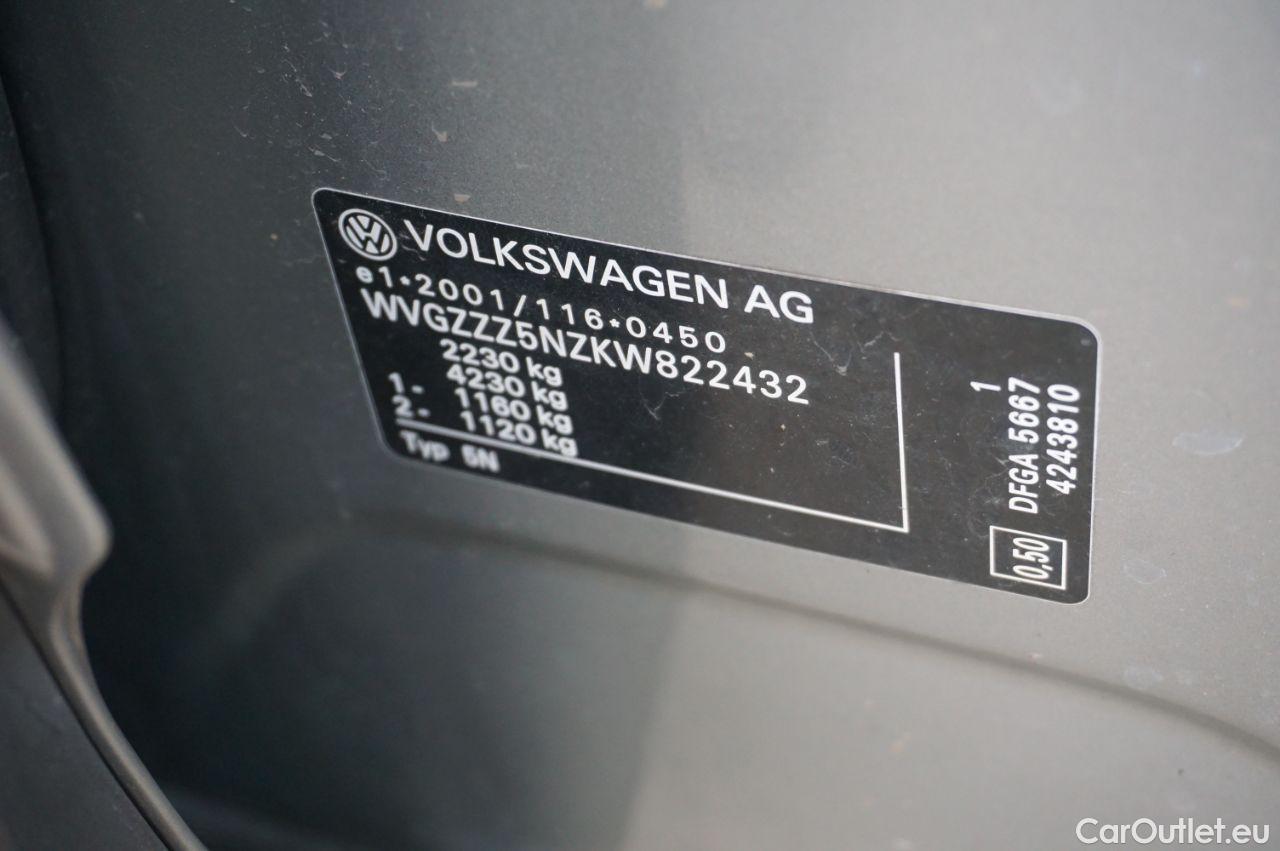 VOLKSWAGEN AG
e1*2001/116*0450
WVGZZZ5NZKW822432
2230 kg
4230 kg
1- 1160 kg
2- 1120 kg
Typ 5N
1
DFGA 5667
4243810
0,50
CarOutlet.eu